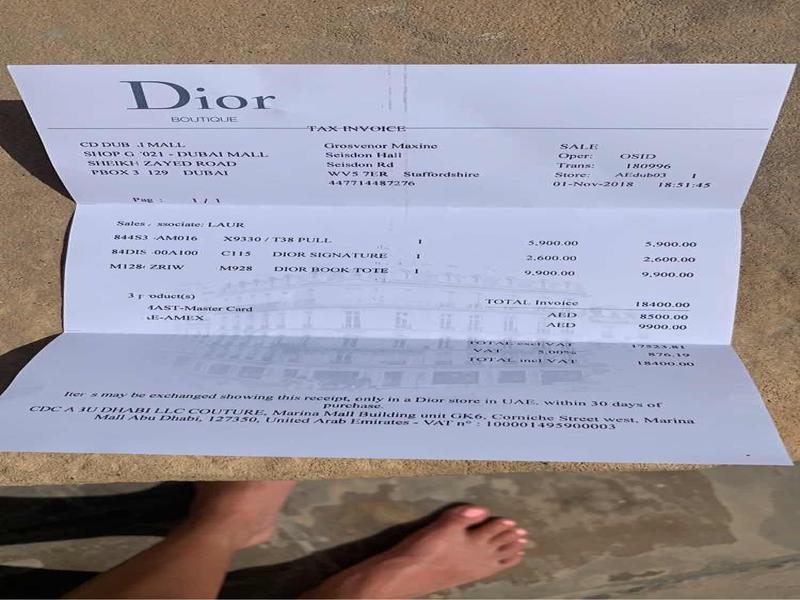 Dior
BOUTIQUE
TAX INVOICE
CD DUB MALL Grosvenor Maxine SALE
SHOP G 021 - DUBAI MALL Seisdon Hall Oper: OSID
SHEIKH ZAYED ROAD Seisdon Rd Trans: 180996
PBOX 3 129 DUBAI WV5 7ER Staffordshire Store: AEdub03 1
447714487276 01-Nov-2018 18:51:45
Pag : 1 / 1
Sales ssociate: LAUR
844S3 AM016 X9330 / T38 PULL 1 5,900.00 5,900.00
84DIS 00A100 C115 DIOR SIGNATURE 1 2,600.00 2,600.00
M128 ZRIW M928 DIOR BOOK TOTE 1 9,900.00 9,900.00
3 product(s) TOTAL Invoice 18400.00
MAST-Master Card AED 8500.00
AE-AMEX AED 9900.00
TOTAL excl.VAT 17523.81
VAT 5.00% 876.19
TOTAL incl.VAT 18400.00
Iter s may be exchanged showing this receipt, only in a Dior store in UAE, within 30 days of
purchase.
CDC A 3U DHABI LLC COUTURE, Marina Mall Building unit GK6, Corniche Street west, Marina
Mall Abu Dhabi, 127350, United Arab Emirates - VAT n° : 100001495900003